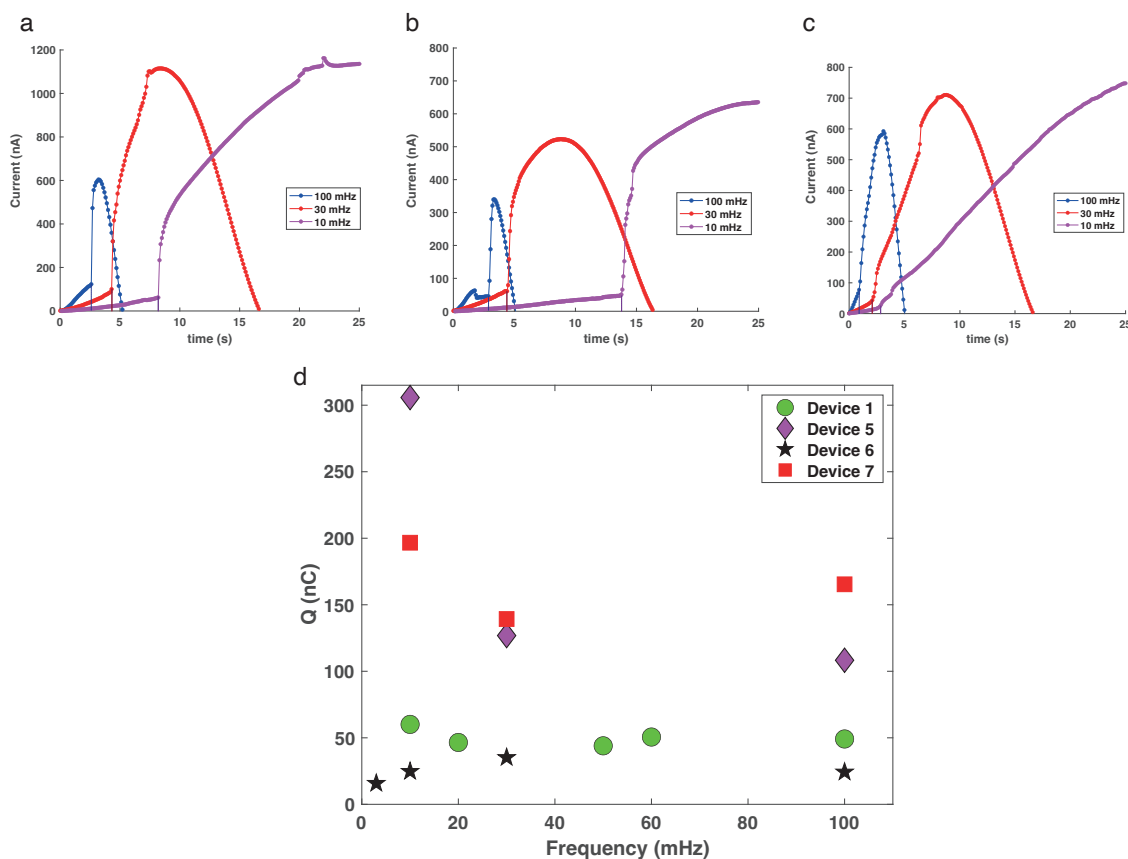 a
1200
1000
800
600
400
200
0
Current (nA)
0 5 10 15 20 25
time (s)
100 mHz
30 mHz
10 mHz
b
800
700
600
500
400
300
200
100
0
Current (nA)
0 5 10 15 20 25
time (s)
100 mHz
30 mHz
10 mHz
c
800
700
600
500
400
300
200
100
0
Current (nA)
0 5 10 15 20 25
time (s)
100 mHz
30 mHz
10 mHz
d
300
250
200
150
100
50
0
Q (nC)
0 20 40 60 80 100
Frequency (mHz)
Device 1
Device 5
Device 6
Device 7